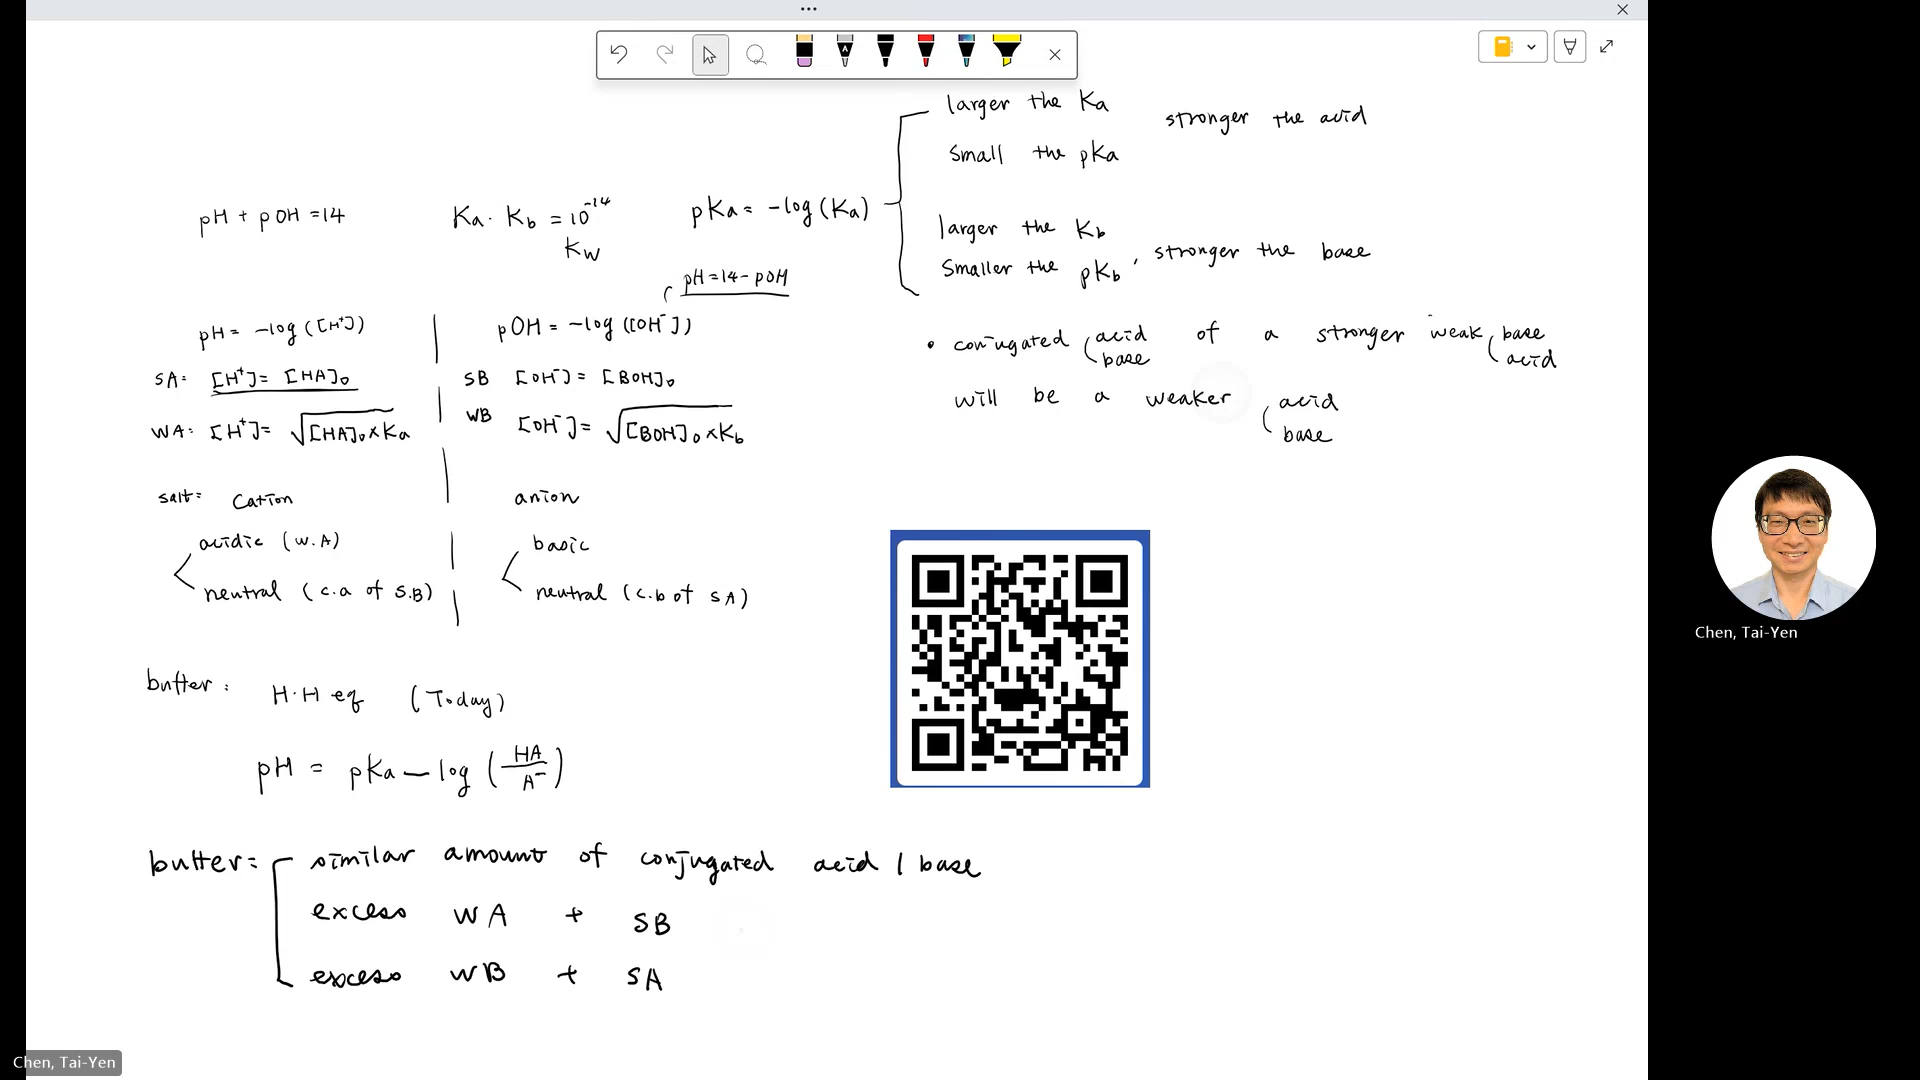 larger the Ka
stronger the acid
Small the pKa
pH + pOH = 14
Ka · Kb = 10⁻¹⁴
Kw
pKa = -log(Ka)
larger the Kb
Smaller the pKb, stronger the base
pH = 14 - pOH
pH = -log([H⁺])
pOH = -log([OH⁻])
SA: [H⁺] = [HA]₀
SB [OH⁻] = [BOH]₀
WA: [H⁺] = √[HA]₀ × Ka
WB [OH⁻] = √[BOH]₀ × Kb
• conjugated (acid base of a stronger weak (base acid
will be a weaker (acid base
salt: Cation
anion
acidic (W.A)
basic
neutral (c.a of S.B)
neutral (c.b of SA)
buffer: H·H eq (Today)
pH = pKa - log (HA/A⁻)
buffer = similar amount of conjugated acid / base
excess WA + SB
excess WB + SA
Chen, Tai-Yen
Chen, Tai-Yen